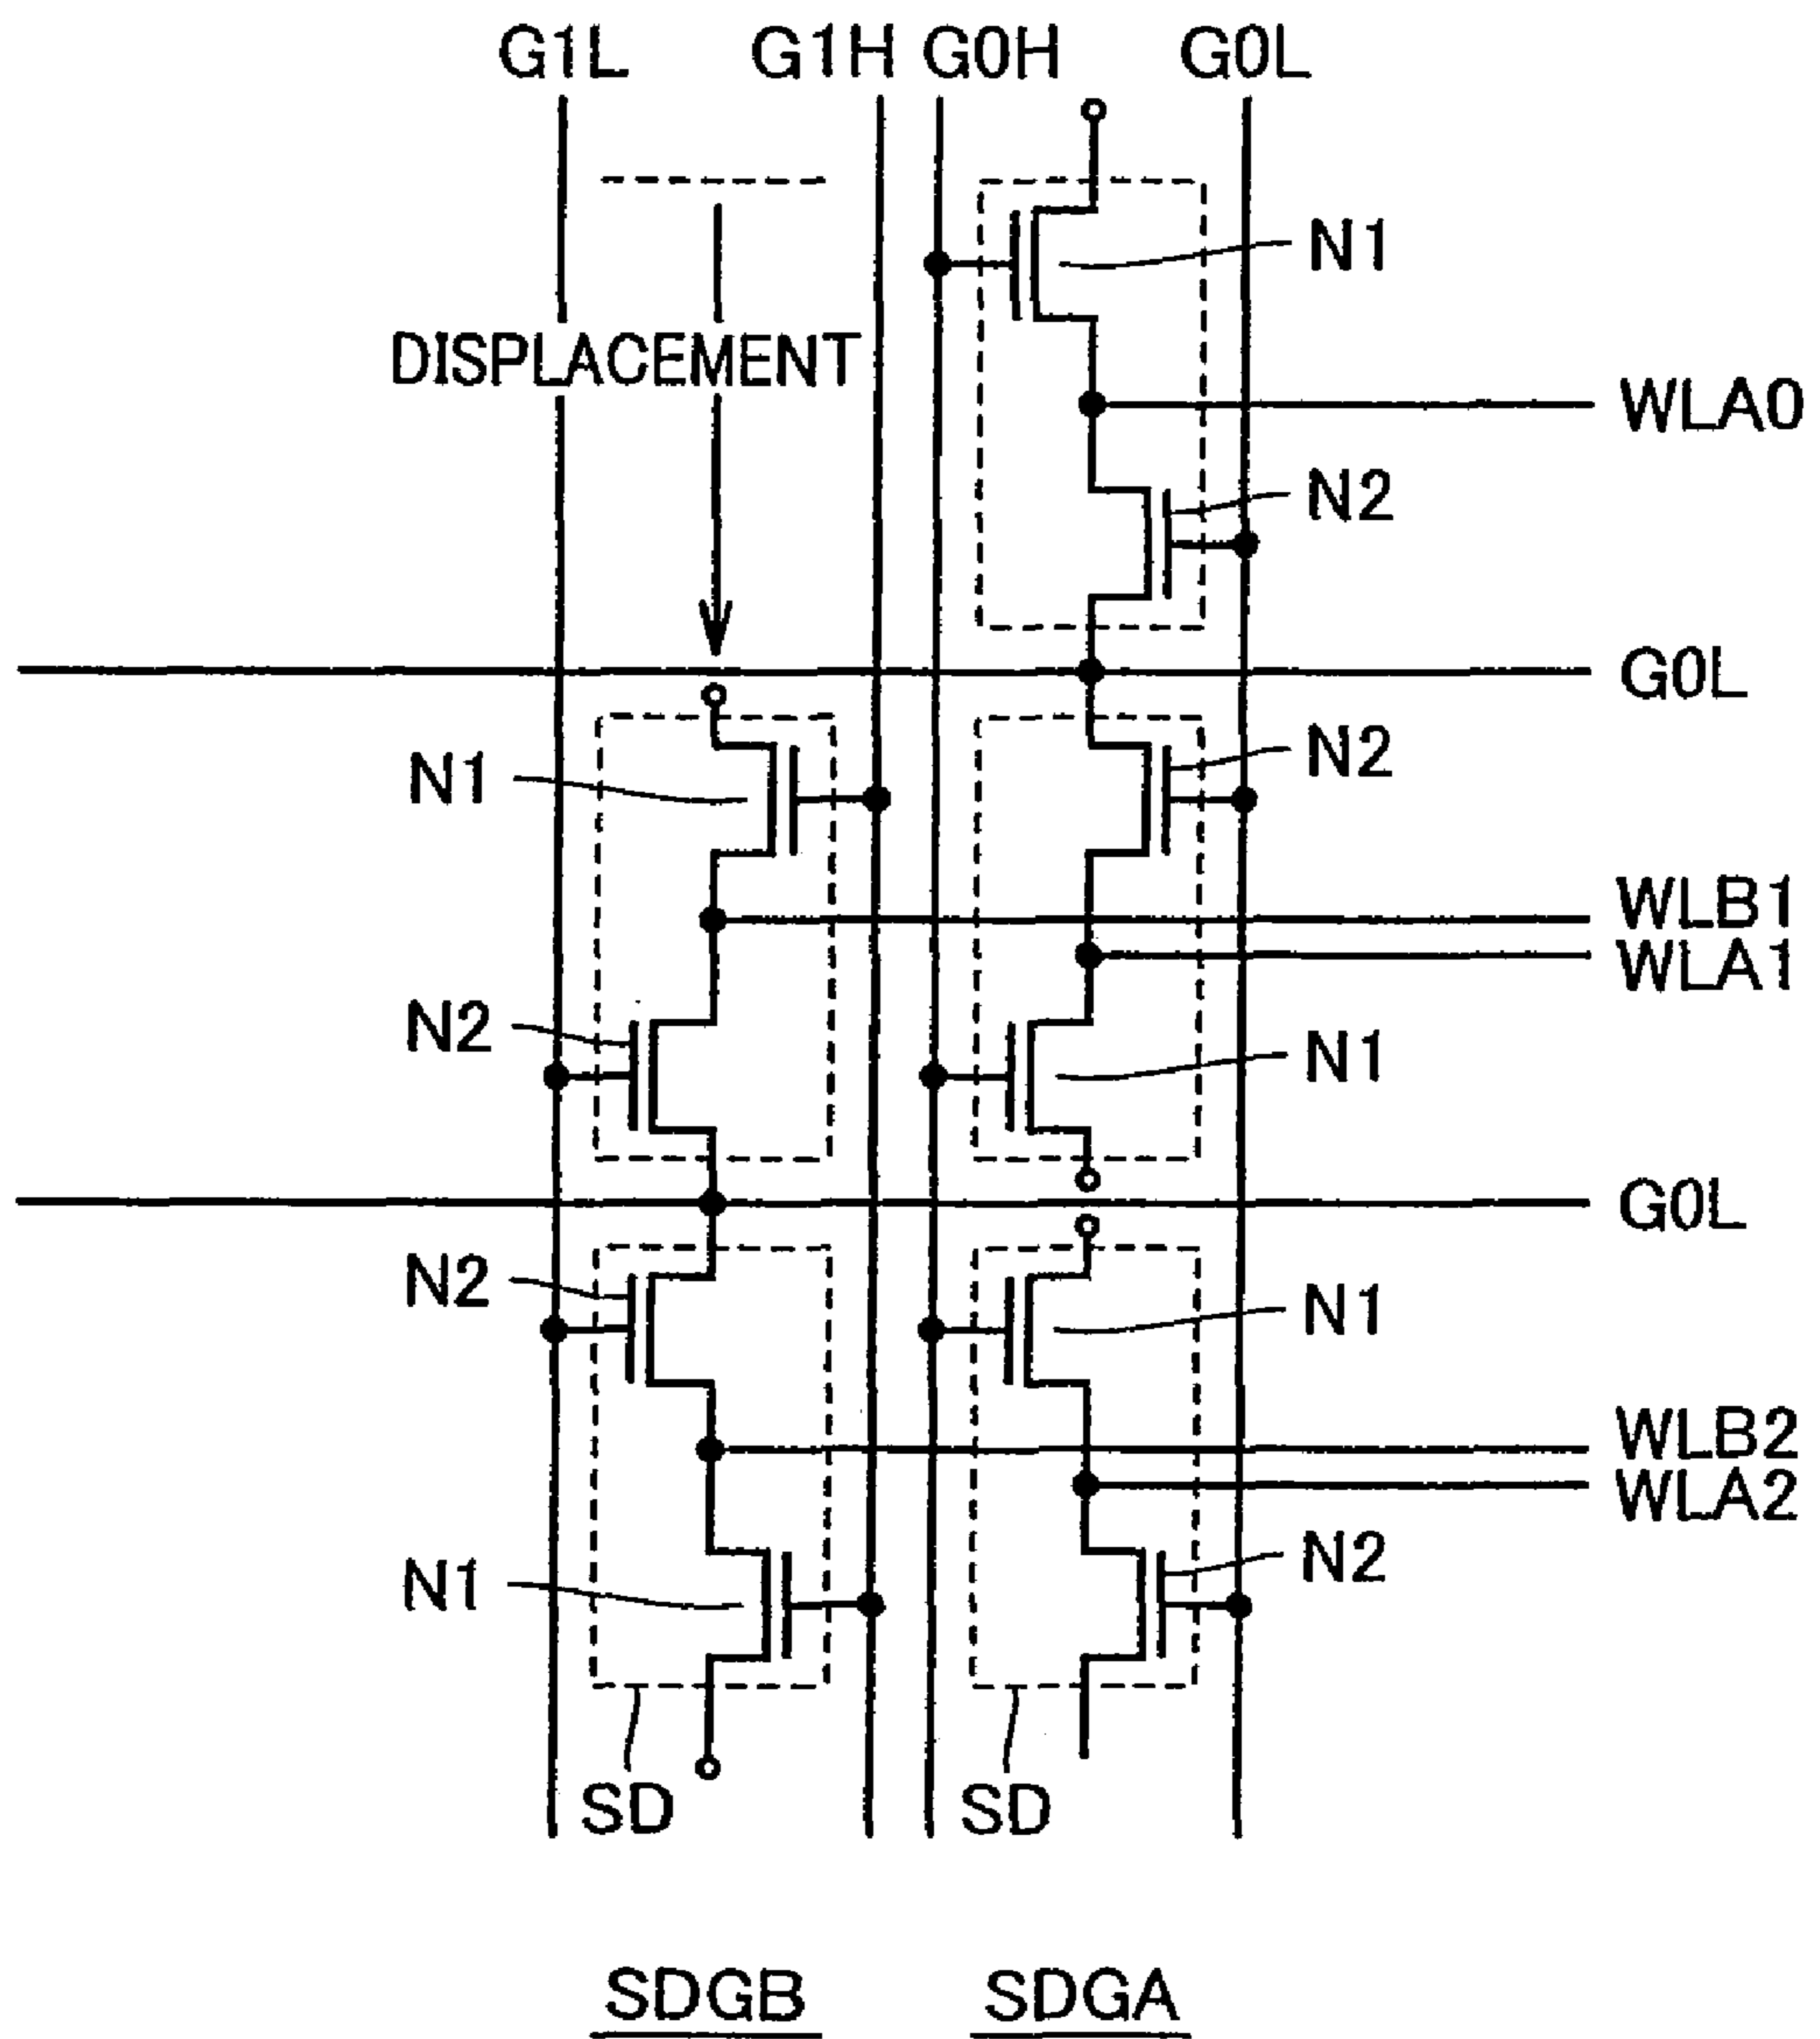 G1L G1H G0H G0L
N1
DISPLACEMENT
WLA0
N2
G0L
N1 N2
WLB1
WLA1
N2 N1
G0L
N2 N1
WLB2
WLA2
N1 N2
SD SD
SDGB SDGA